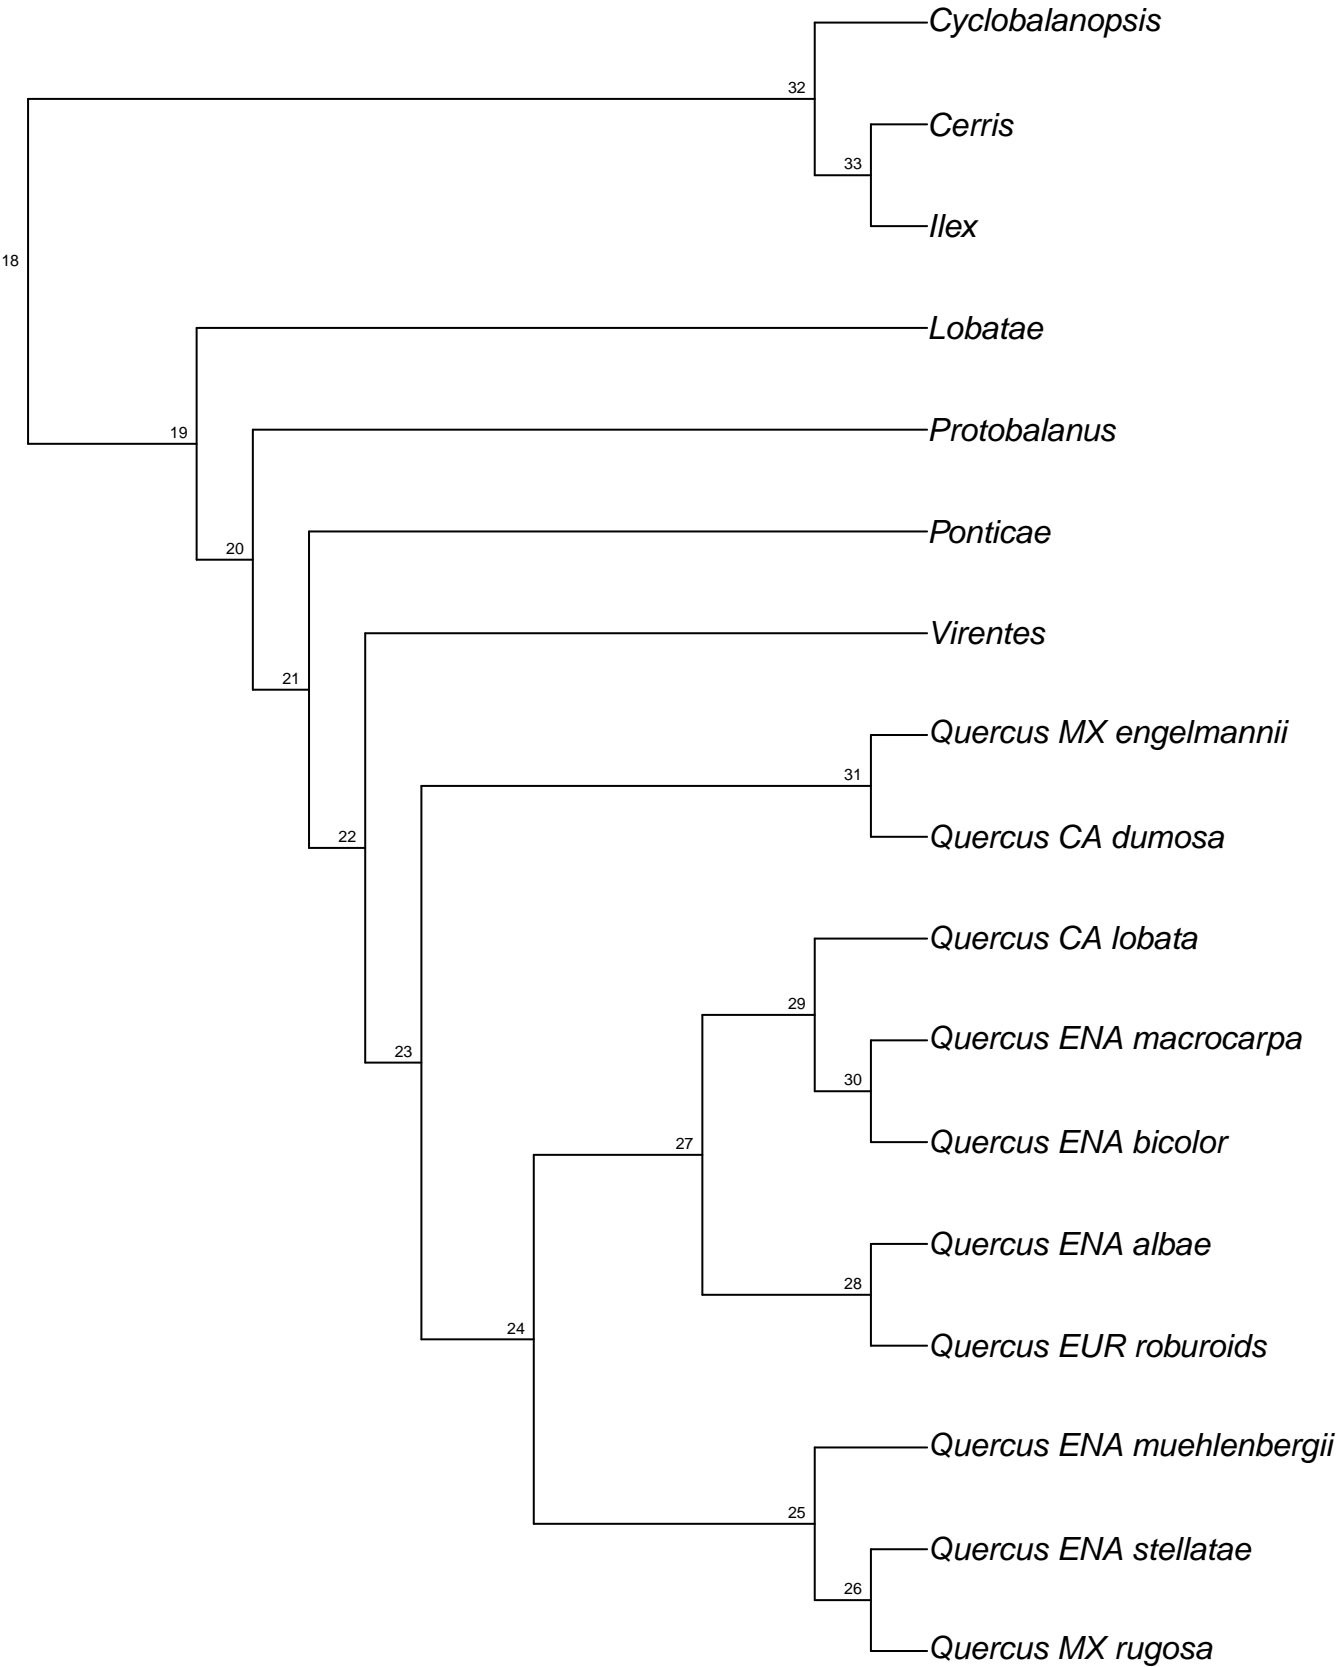 Cyclobalanopsis
32
Cerris
33
Ilex
18
Lobatae
19
Protobalanus
20
Ponticae
21
Virentes
22
Quercus MX engelmannii
31
Quercus CA dumosa
Quercus CA lobata
29
Quercus ENA macrocarpa
23
30
Quercus ENA bicolor
27
Quercus ENA albae
28
24
Quercus EUR roburoids
Quercus ENA muehlenbergii
25
Quercus ENA stellatae
26
Quercus MX rugosa